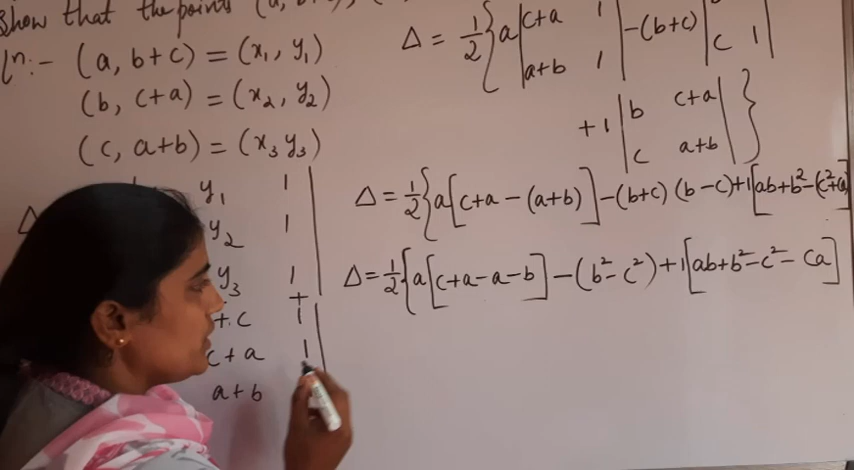 Show that the points (a, b+c), (
Solⁿ:- (a, b+c) = (x₁, y₁)
(b, c+a) = (x₂, y₂)
(c, a+b) = (x₃ y₃)
y₁ 1
y₂ 1
y₃ 1
+ c 1
c+a 1
a+b
Δ = 1/2 { a | c+a 1
a+b 1 | -(b+c) |
c 1 |
+1 | b c+a
c a+b | }
Δ = 1/2 { a [c+a - (a+b)] - (b+c) (b-c) +1 [ab+b² - (c²+ca
Δ = 1/2 { a [c+a-a-b] - (b²-c²) +1 [ab+b²-c²- ca]